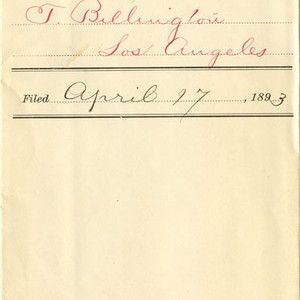 T. Billington
Los Angeles
Filed April 17, 1893